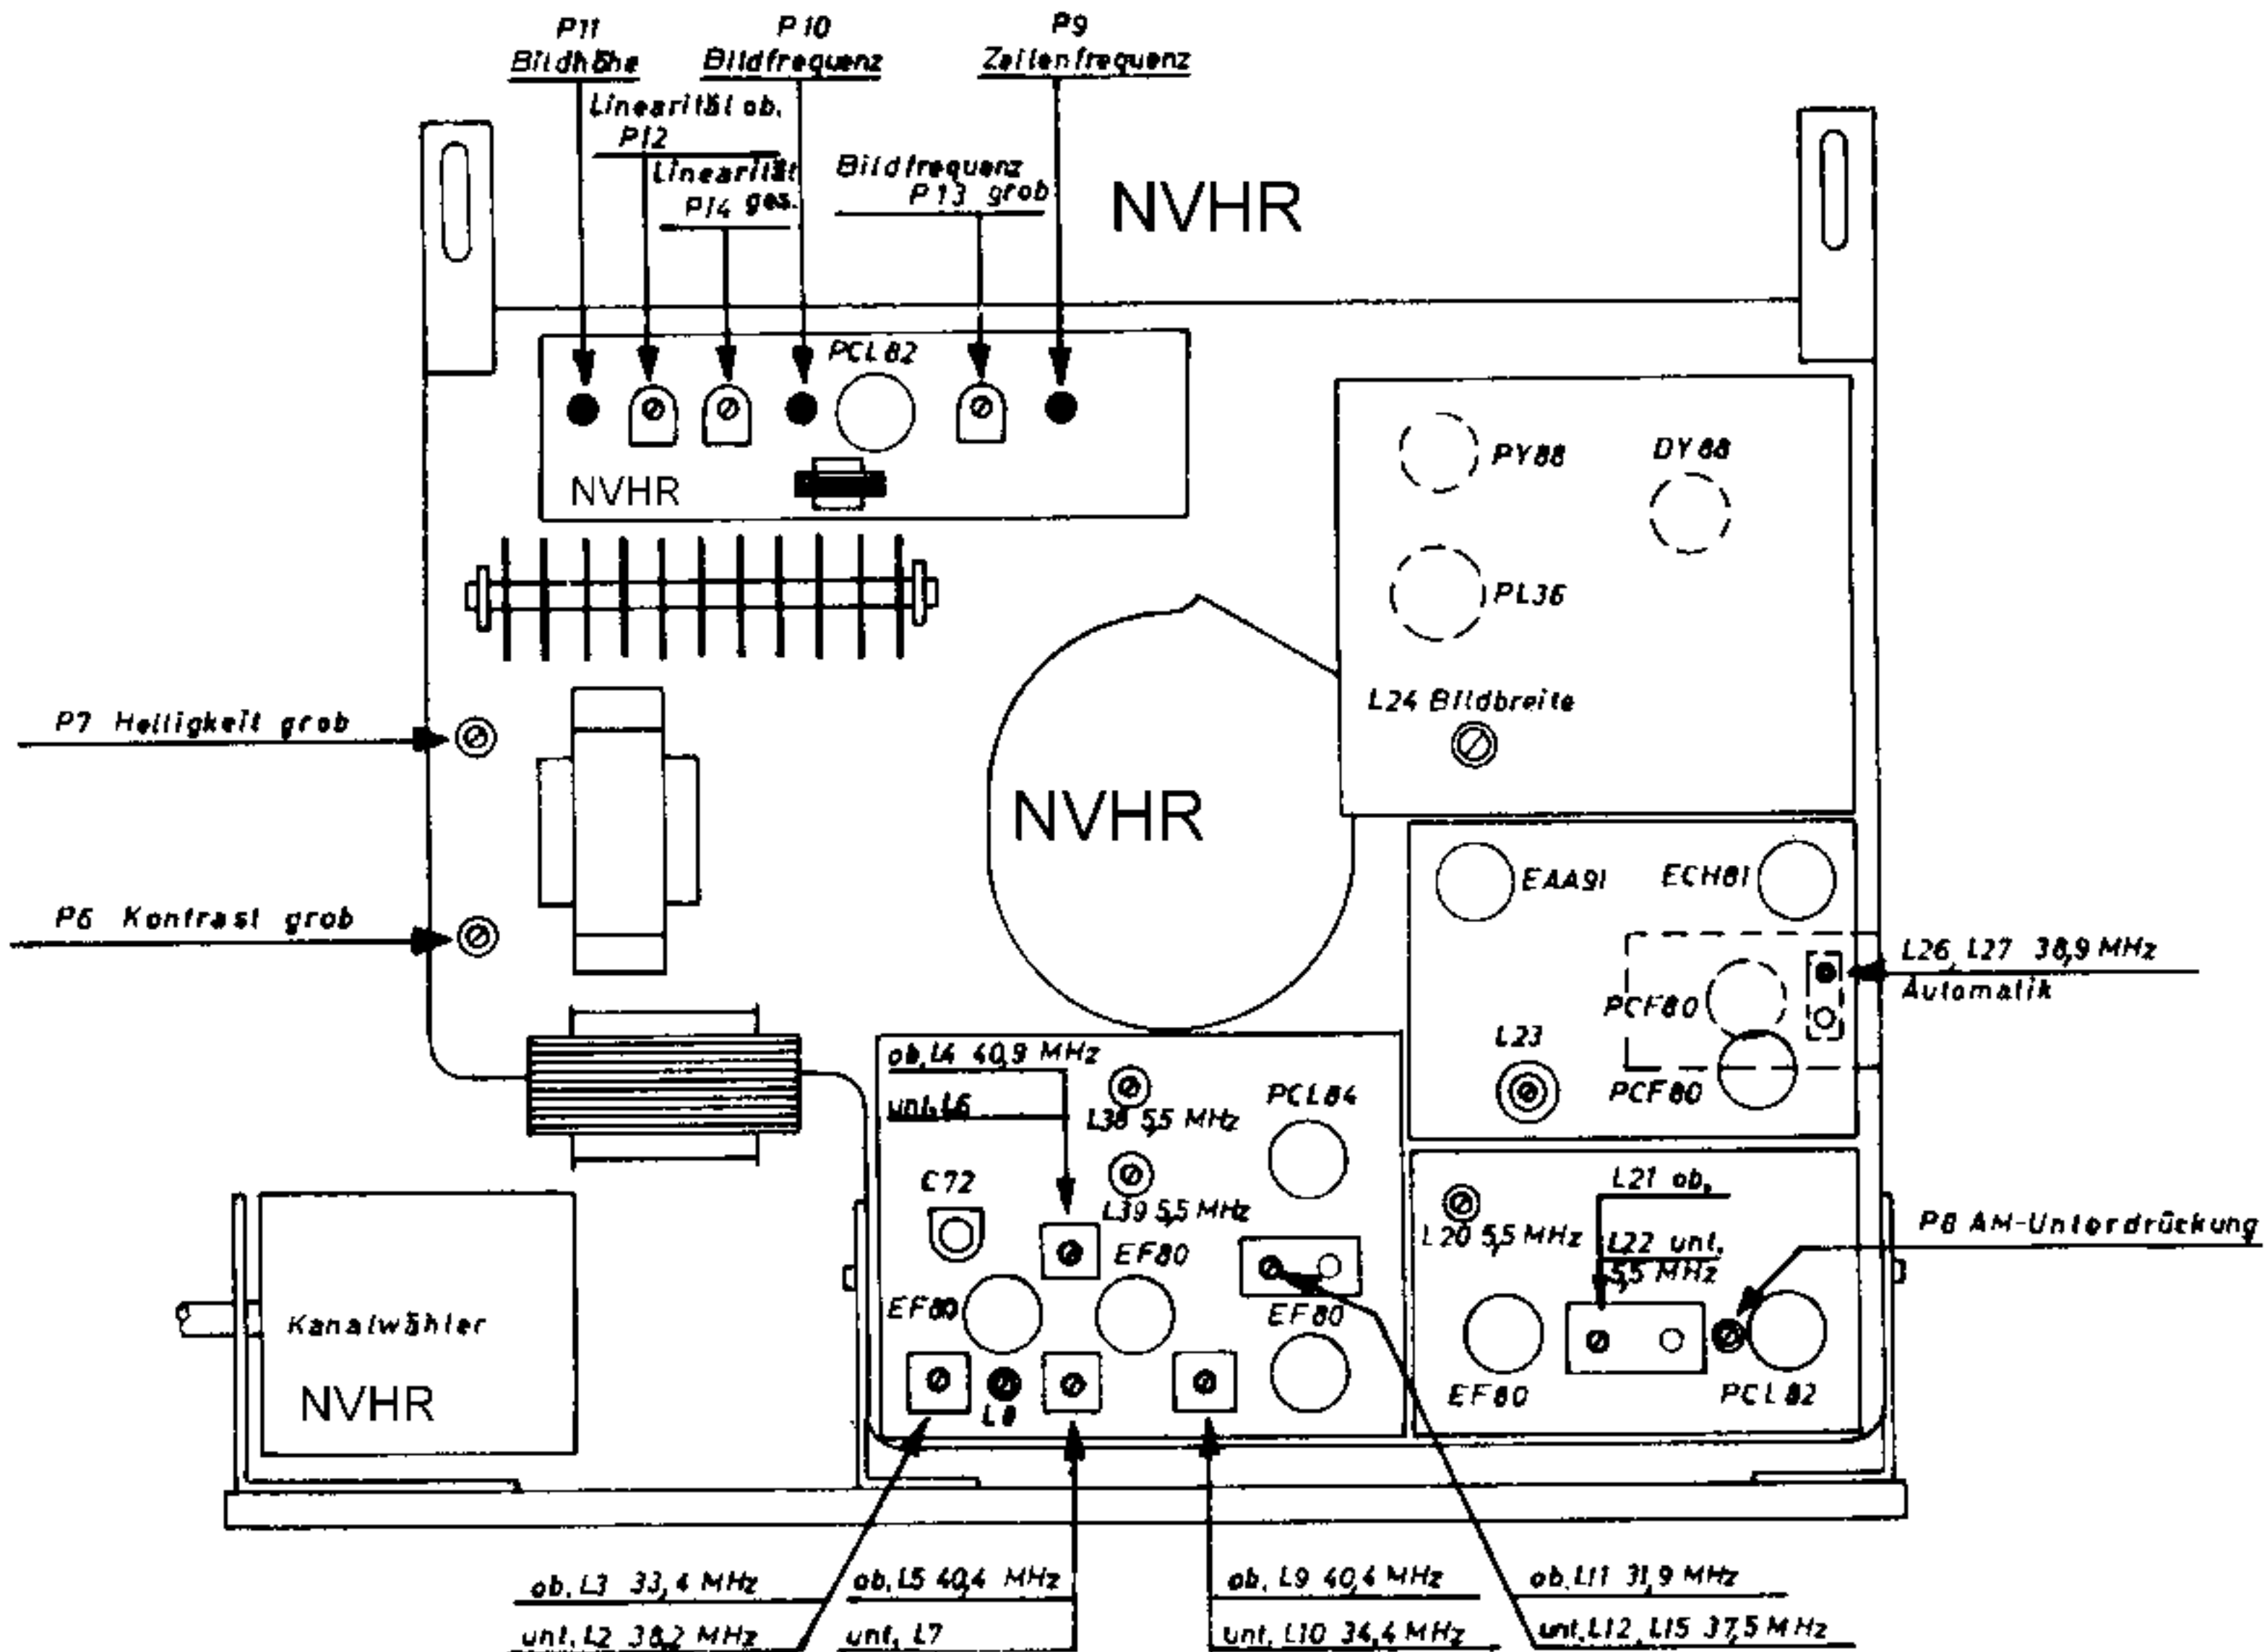 P11
Bildhöhe
P10
Bildfrequenz
P9
Zeilenfrequenz
Linearität ob.
P12
Linearität
P14 ges.
Bildfrequenz
P13 grob
NVHR
PCL82
NVHR
PY88
DY88
PL36
L24 Bildbreite
P7 Helligkeit grob
NVHR
EAA91
ECH81
P6 Kontrast grob
L26, L27 38,9 MHz
Automatik
PCF80
L23
PCF80
ob. L4 40,9 MHz
unt. L6
L38 5,5 MHz
PCL84
C72
L39 5,5 MHz
EF80
EF80
EF80
L21 ob.
L20 5,5 MHz
L22 unt.
5,5 MHz
P8 AM-Unterdrückung
Kanalwähler
NVHR
L8
EF80
PCL82
ob. L3 33,4 MHz
unt. L2 38,2 MHz
ob. L5 40,4 MHz
unt. L7
ob. L9 40,4 MHz
unt. L10 34,4 MHz
ob. L11 31,9 MHz
unt. L12, L15 37,5 MHz